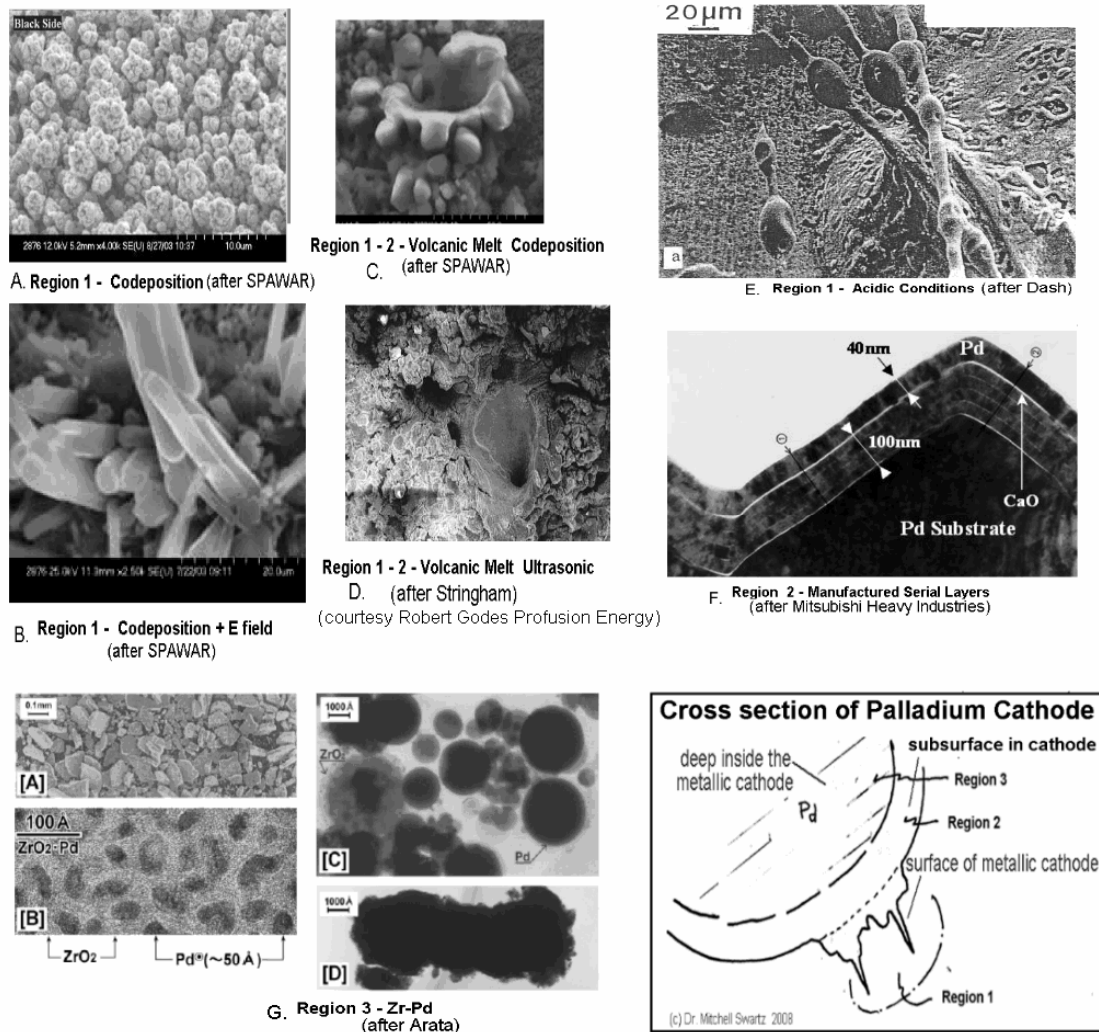 Black Side
2876 12.0kV 5.2mm x4.00k SE(U) 8/27/03 10:37 10.0um
A. Region 1 - Codeposition (after SPAWAR)
Region 1 - 2 - Volcanic Melt Codeposition
C. (after SPAWAR)
20µm
a
E. Region 1 - Acidic Conditions (after Dash)
2876 25.0kV 11.3mm x2.50k SE(U) 7/22/03 09:11 20.0um
B. Region 1 - Codeposition + E field
(after SPAWAR)
Region 1 - 2 - Volcanic Melt Ultrasonic
D. (after Stringham)
(courtesy Robert Godes Profusion Energy)
40nm
Pd
2
1
100nm
CaO
Pd Substrate
F. Region 2 - Manufactured Serial Layers
(after Mitsubishi Heavy Industries)
0.1mm
[A]
100 A
ZrO₂-Pd
[B]
ZrO₂ Pd (~50 Å)
1000 Å
ZrO₂
Pd
[C]
1000 Å
[D]
G. Region 3 - Zr-Pd
(after Arata)
Cross section of Palladium Cathode
deep inside the
metallic cathode
Pd
subsurface in cathode
Region 3
Region 2
surface of metallic cathode
Region 1
(c) Dr. Mitchell Swartz 2008